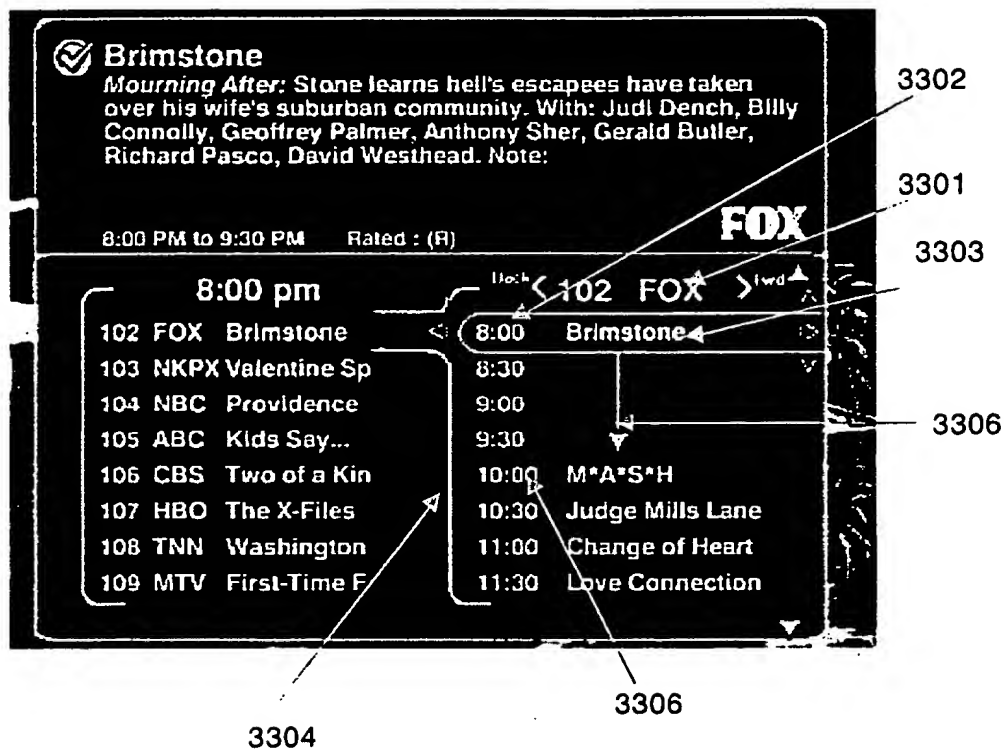 Brimstone
Mourning After: Stone learns hell's escapees have taken
over his wife's suburban community. With: Judi Dench, Billy
Connolly, Geoffrey Palmer, Anthony Sher, Gerald Butler,
Richard Pasco, David Westhead. Note:
8:00 PM to 9:30 PM Rated : (R)
FOX
8:00 pm
102 FOX Brimstone
103 NKPX Valentine Sp
104 NBC Providence
105 ABC Kids Say...
106 CBS Two of a Kin
107 HBO The X-Files
108 TNN Washington
109 MTV First-Time F
Back < 102 FOX > Fwd
8:00 Brimstone
8:30
9:00
9:30
10:00 M*A*S*H
10:30 Judge Mills Lane
11:00 Change of Heart
11:30 Love Connection
3302
3301
3303
3306
3306
3304